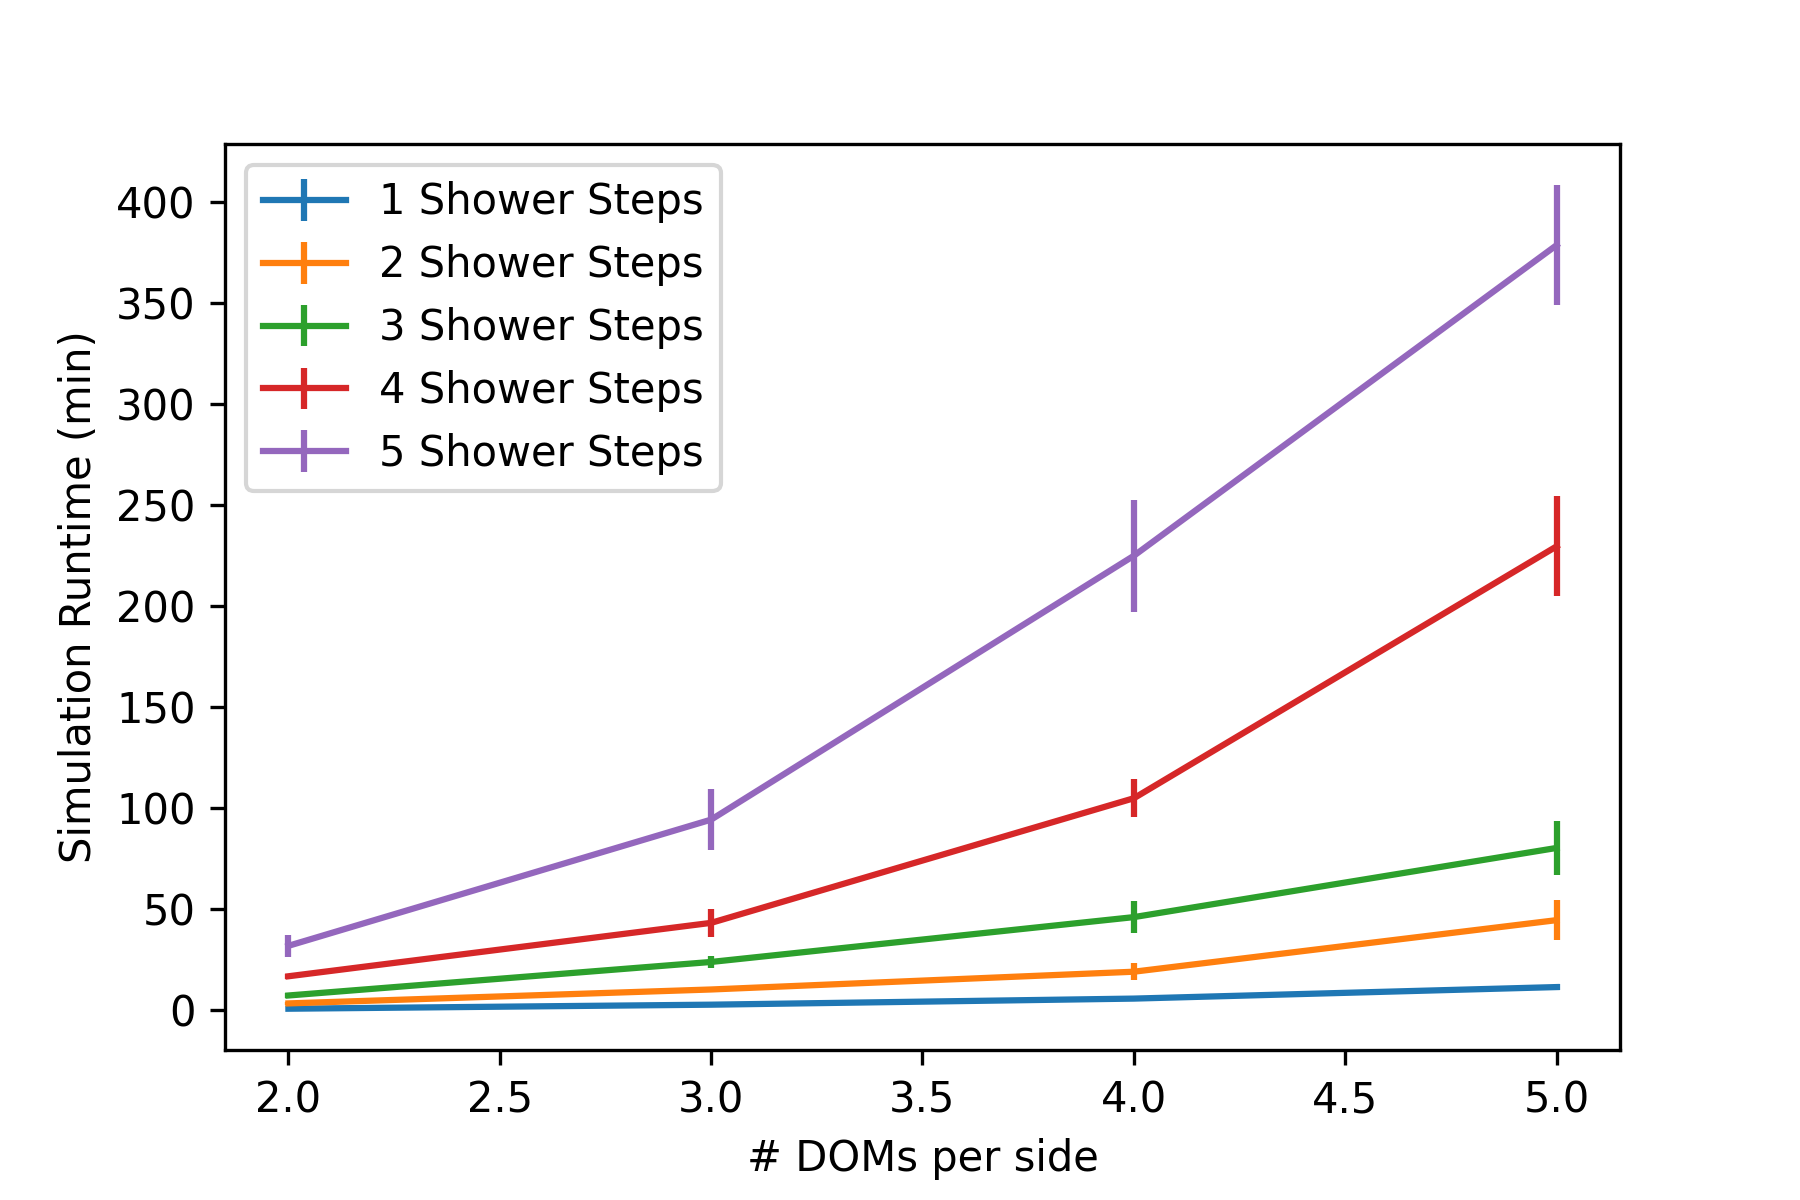 1 Shower Steps
2 Shower Steps
3 Shower Steps
4 Shower Steps
5 Shower Steps
Simulation Runtime (min)
400
350
300
250
200
150
100
50
0
2.0 2.5 3.0 3.5 4.0 4.5 5.0
# DOMs per side